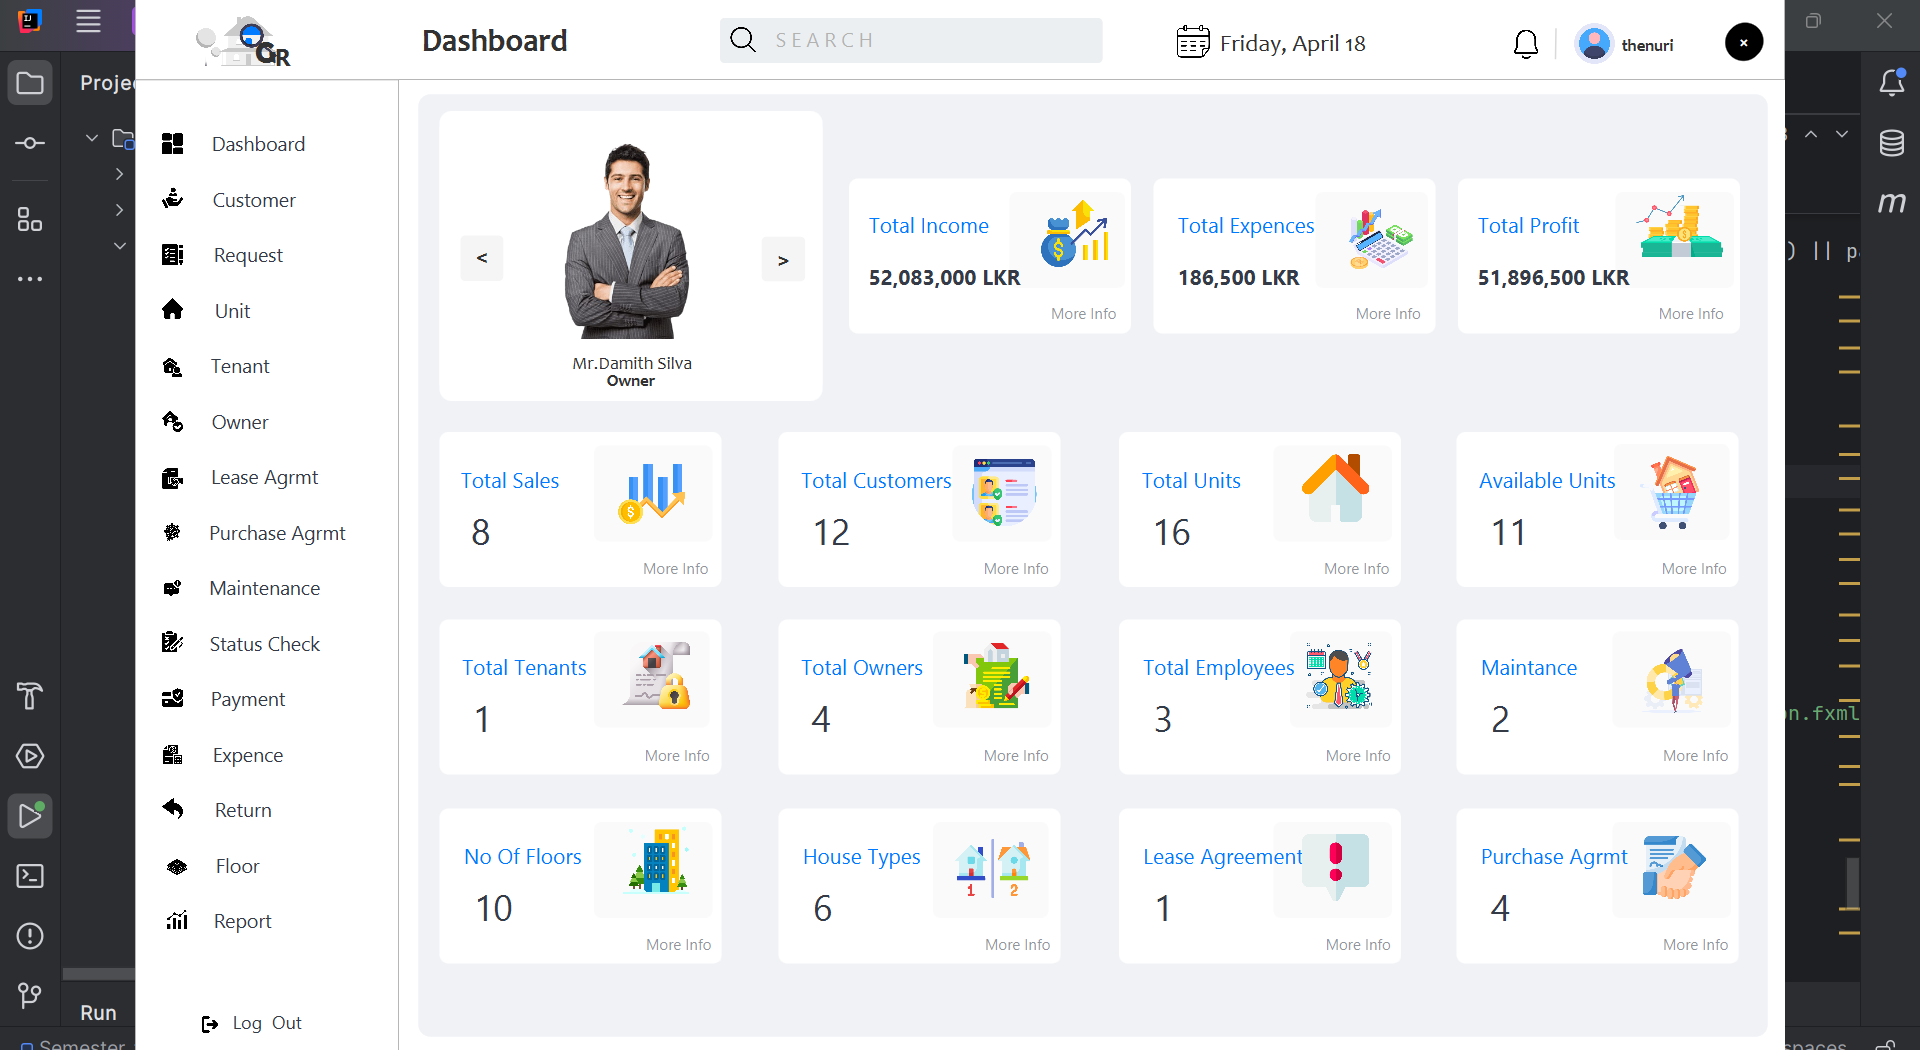 GR
Dashboard
SEARCH
Friday, April 18
thenuri
×
Dashboard
Customer
Request
Unit
Tenant
Owner
Lease Agrmt
Purchase Agrmt
Maintenance
Status Check
Payment
Expence
Return
Floor
Report
Log Out
<
>
Mr.Damith Silva
Owner
Total Income
52,083,000 LKR
More Info
Total Expences
186,500 LKR
More Info
Total Profit
51,896,500 LKR
More Info
Total Sales
8
More Info
Total Customers
12
More Info
Total Units
16
More Info
Available Units
11
More Info
Total Tenants
1
More Info
Total Owners
4
More Info
Total Employees
3
More Info
Maintance
2
More Info
No Of Floors
10
More Info
House Types
1 2
6
More Info
Lease Agreement
1
More Info
Purchase Agrmt
4
More Info
Projec
Run
Semester
) || pa
on.fxml
spaces
m